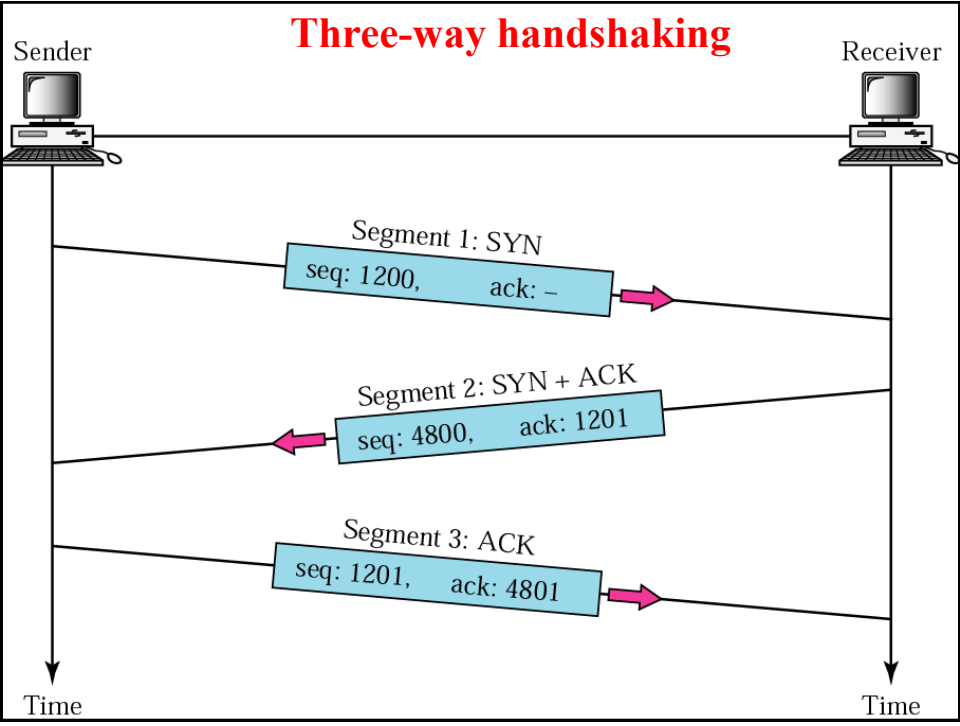 Three-way handshaking
Sender
Receiver
Segment 1: SYN
seq: 1200, ack: –
Segment 2: SYN + ACK
seq: 4800, ack: 1201
Segment 3: ACK
seq: 1201, ack: 4801
Time
Time